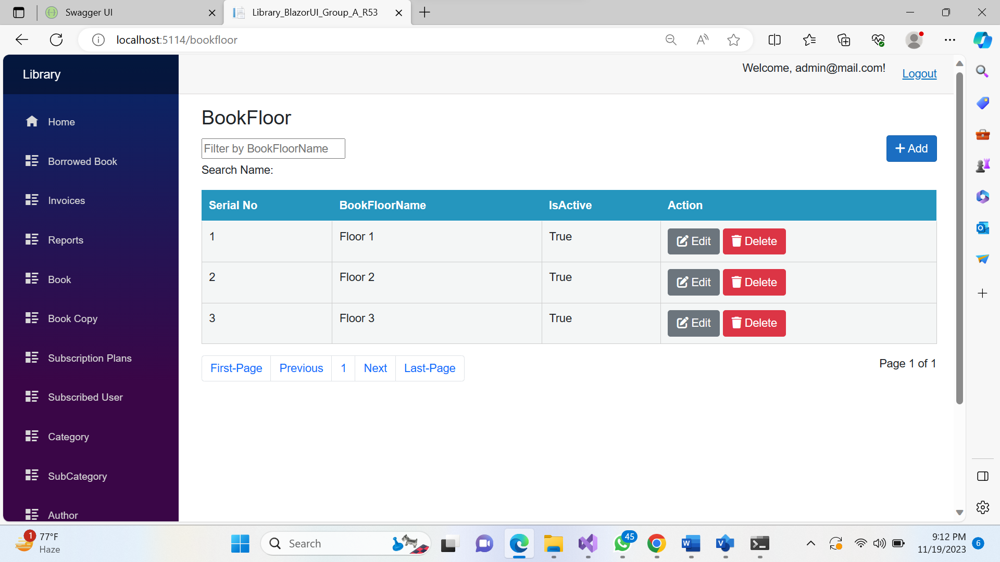 Swagger UI
Library_BlazorUI_Group_A_R53
localhost:5114/bookfloor
Library
Welcome, admin@mail.com!
Logout
Home
Borrowed Book
Invoices
Reports
Book
Book Copy
Subscription Plans
Subscribed User
Category
SubCategory
Author
BookFloor
Filter by BookFloorName
+ Add
Search Name:
Serial No BookFloorName IsActive Action
1 Floor 1 True Edit Delete
2 Floor 2 True Edit Delete
3 Floor 3 True Edit Delete
First-Page Previous 1 Next Last-Page
Page 1 of 1
1
77°F
Haze
Search
45
9:12 PM
11/19/2023
6